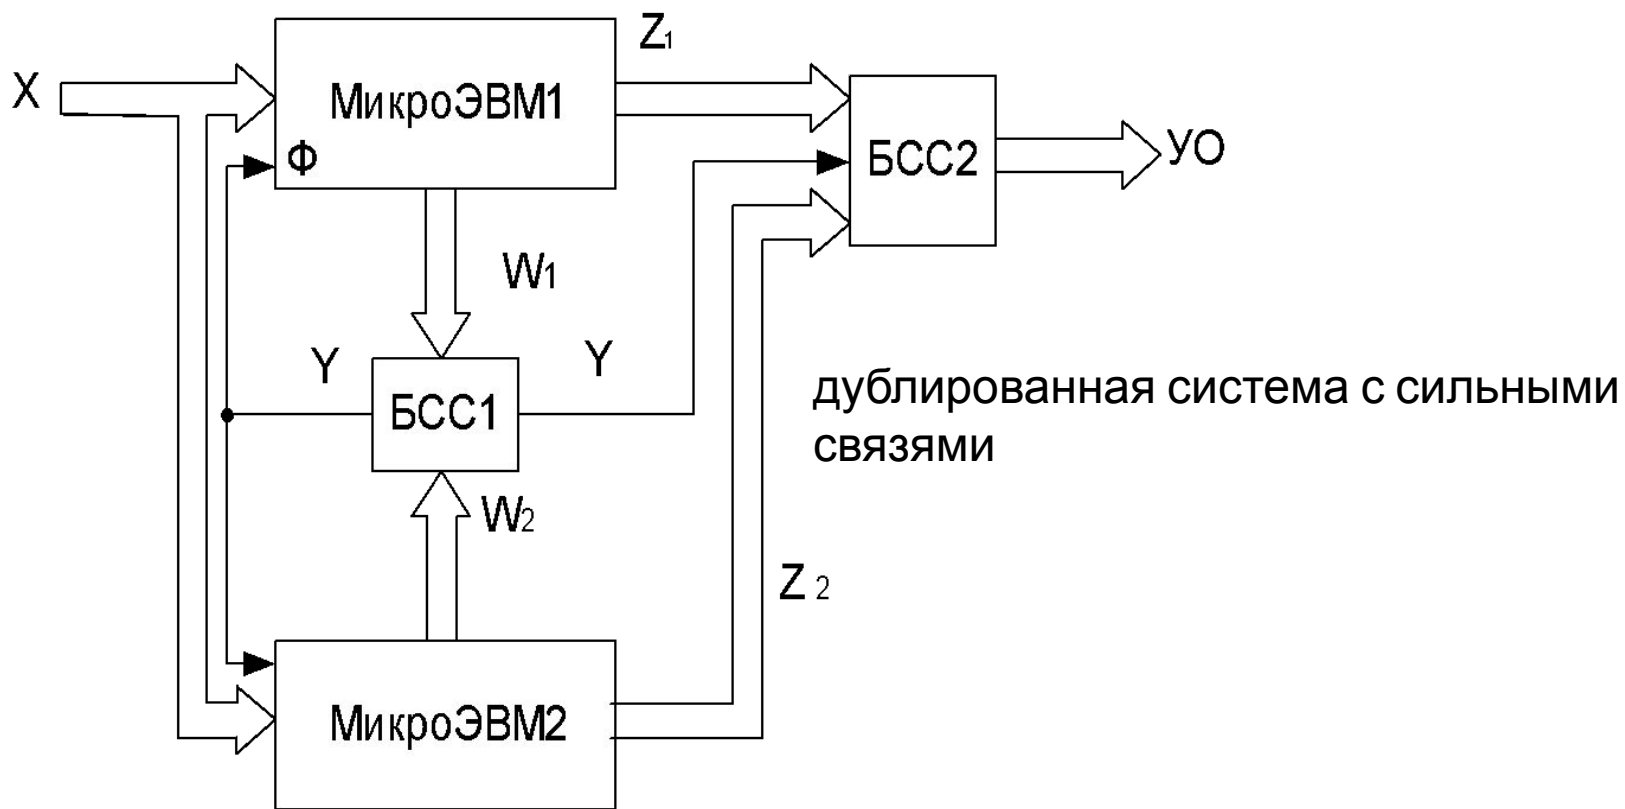 Z1
X
МикроЭВМ1
БСС2
УО
Ф
W1
Y
Y
БСС1
дублированная система с сильными
связями
W2
Z 2
МикроЭВМ2